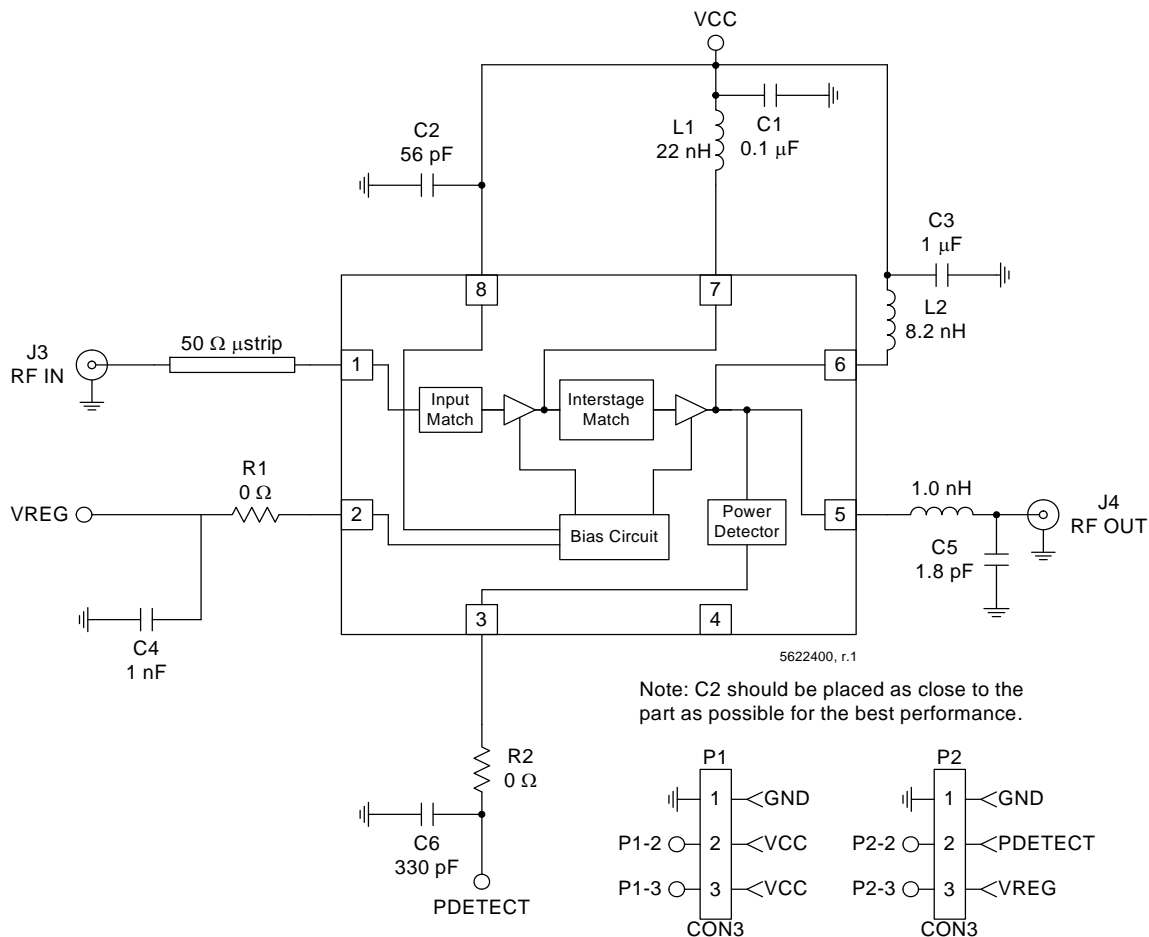 VCC
C2
56 pF
L1
22 nH
C1
0.1 μF
C3
1 μF
L2
8.2 nH
8
7
J3
RF IN
50 Ω μstrip
1
6
Input
Match
Interstage
Match
R1
0 Ω
VREG
2
Bias Circuit
Power
Detector
5
1.0 nH
J4
RF OUT
C5
1.8 pF
C4
1 nF
3
4
5622400, r.1
Note: C2 should be placed as close to the
part as possible for the best performance.
R2
0 Ω
C6
330 pF
PDETECT
P1
1
GND
P1-2
2
VCC
P1-3
3
VCC
CON3
P2
1
GND
P2-2
2
PDETECT
P2-3
3
VREG
CON3